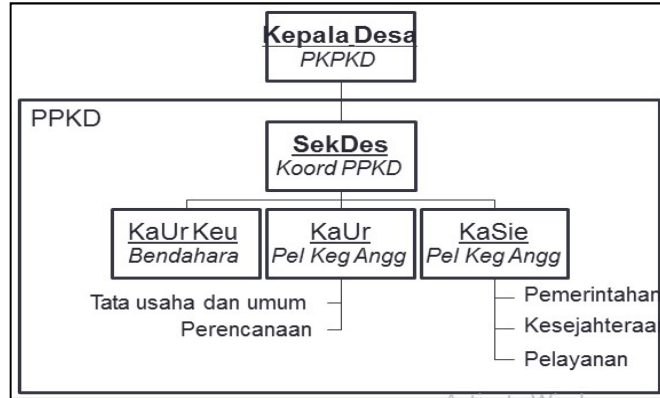 Kepala Desa
PKPKD
PPKD
SekDes
Koord PPKD
KaUr Keu
Bendahara
KaUr
Pel Keg Angg
KaSie
Pel Keg Angg
Tata usaha dan umum
Perencanaan
Pemerintahan
Kesejahteraa
Pelayanan